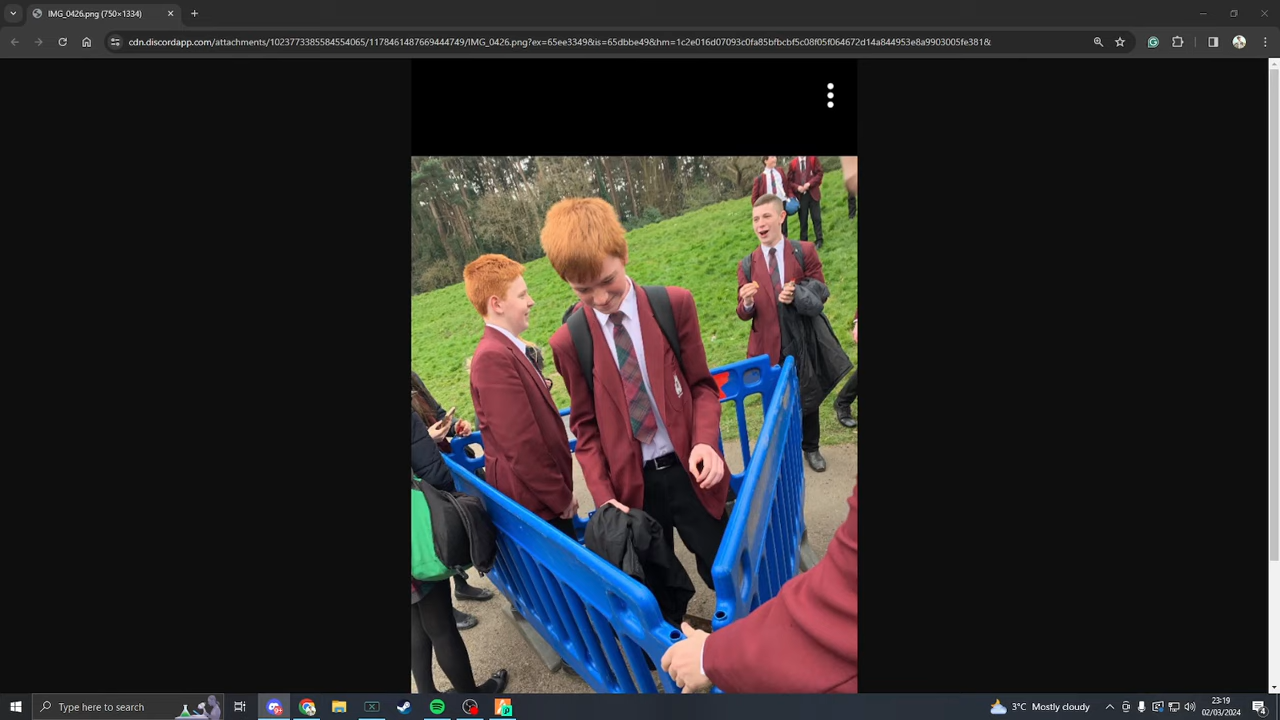 IMG_0426.png (750×1334)
cdn.discordapp.com/attachments/1023773385584554065/1178461487669444749/IMG_0426.png?ex=65ee3349&is=65dbbe49&hm=1c2e016d07093c0fa85bfbcbf5c08f05f064672d14a844953e8a9903005fe381&
Type here to search
3°C Mostly cloudy
23:19
02/03/2024
4